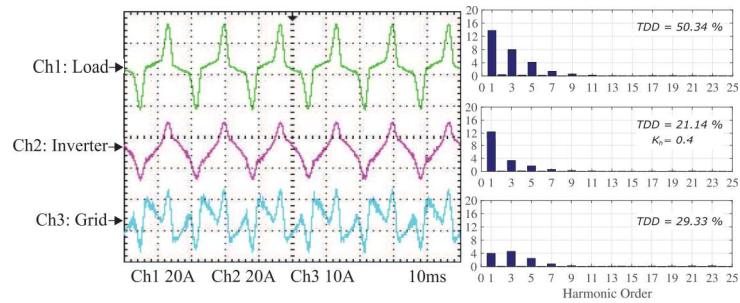 Ch1: Load
Ch2: Inverter
Ch3: Grid
Ch1 20A Ch2 20A Ch3 10A 10ms
20
16
12
8
4
0
TDD = 50.34 %
0 1 3 5 7 9 11 13 15 17 19 21 23 25
20
16
12
8
4
0
TDD = 21.14 %
Kh = 0.4
0 1 3 5 7 9 11 13 15 17 19 21 23 25
20
16
12
8
4
0
TDD = 29.33 %
0 1 3 5 7 9 11 13 15 17 19 21 23 25
Harmonic Order